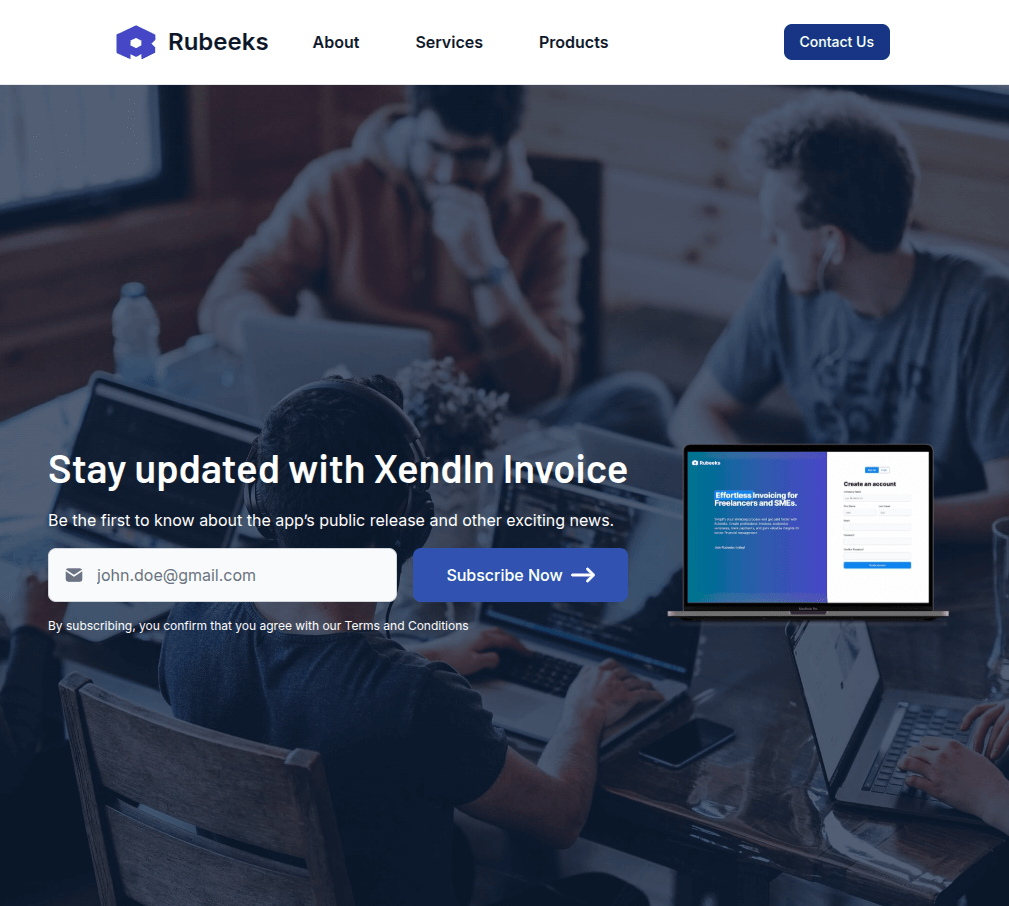 Rubeeks
About
Services
Products
Contact Us
Stay updated with XendIn Invoice
Be the first to know about the app's public release and other exciting news.
john.doe@gmail.com
Subscribe Now
By subscribing, you confirm that you agree with our Terms and Conditions
Rubeeks
Effortless Invoicing for
Freelancers and SMEs.
Create an account